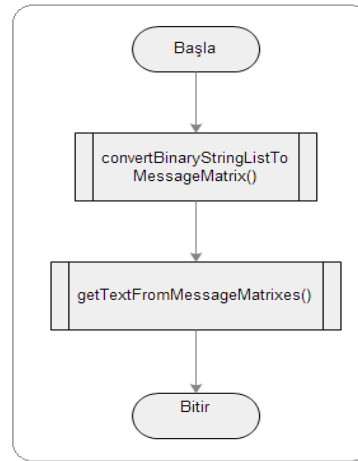 Başla
convertBinaryStringListTo
MessageMatrix()
getTextFromMessageMatrixes()
Bitir